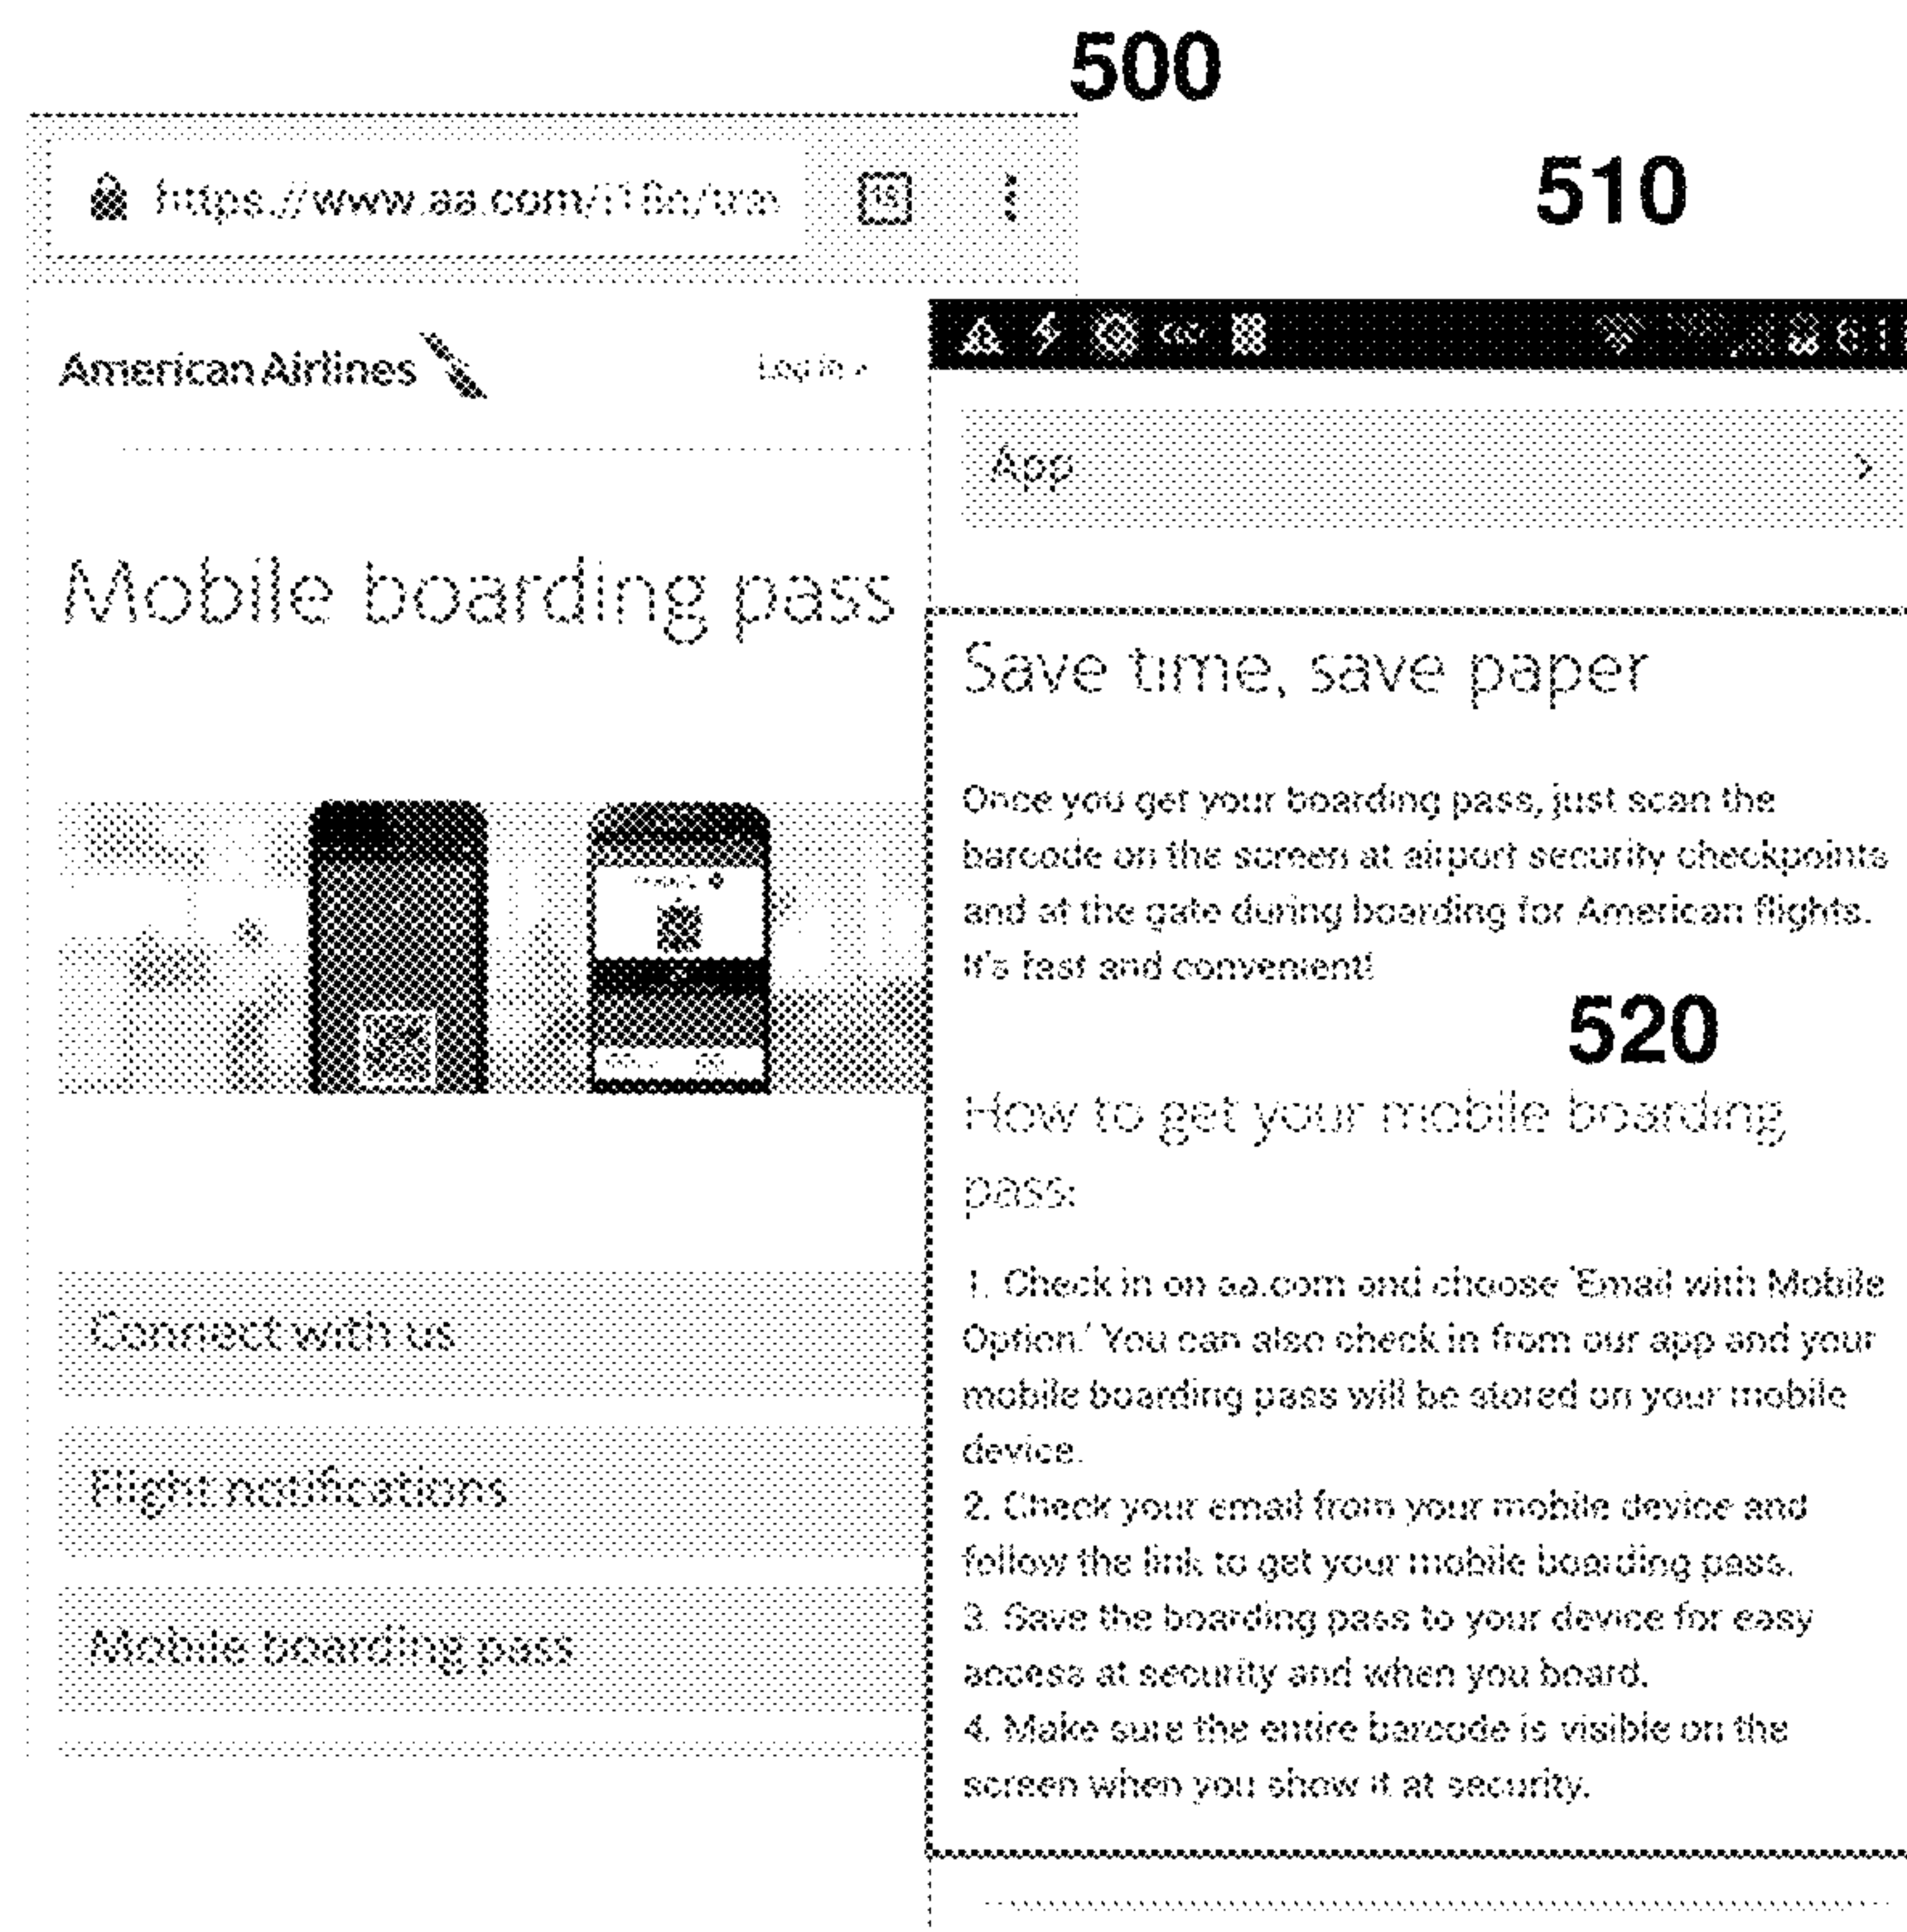 500
https://www.aa.com/i18n/trav
15
American Airlines
Log in
Mobile boarding pass
Connect with us
Flight notifications
Mobile boarding pass
510
App
Save time, save paper
Once you get your boarding pass, just scan the
barcode on the screen at airport security checkpoints
and at the gate during boarding for American flights.
It's fast and convenient!
520
How to get your mobile boarding
pass:
1. Check in on aa.com and choose 'Email with Mobile
Option.' You can also check in from our app and your
mobile boarding pass will be stored on your mobile
device.
2. Check your email from your mobile device and
follow the link to get your mobile boarding pass.
3. Save the boarding pass to your device for easy
access at security and when you board.
4. Make sure the entire barcode is visible on the
screen when you show it at security.